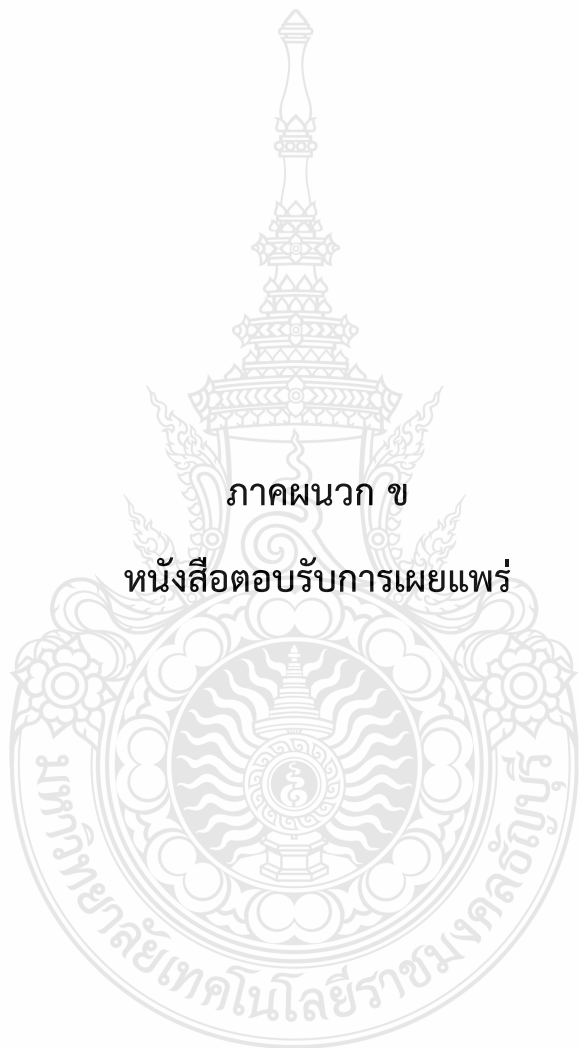 ภาคผนวก ข
หนังสือตอบรับการเผยแพร่
มหาวิทยาลัยเทคโนโลยีราชมงคลธัญบุรี